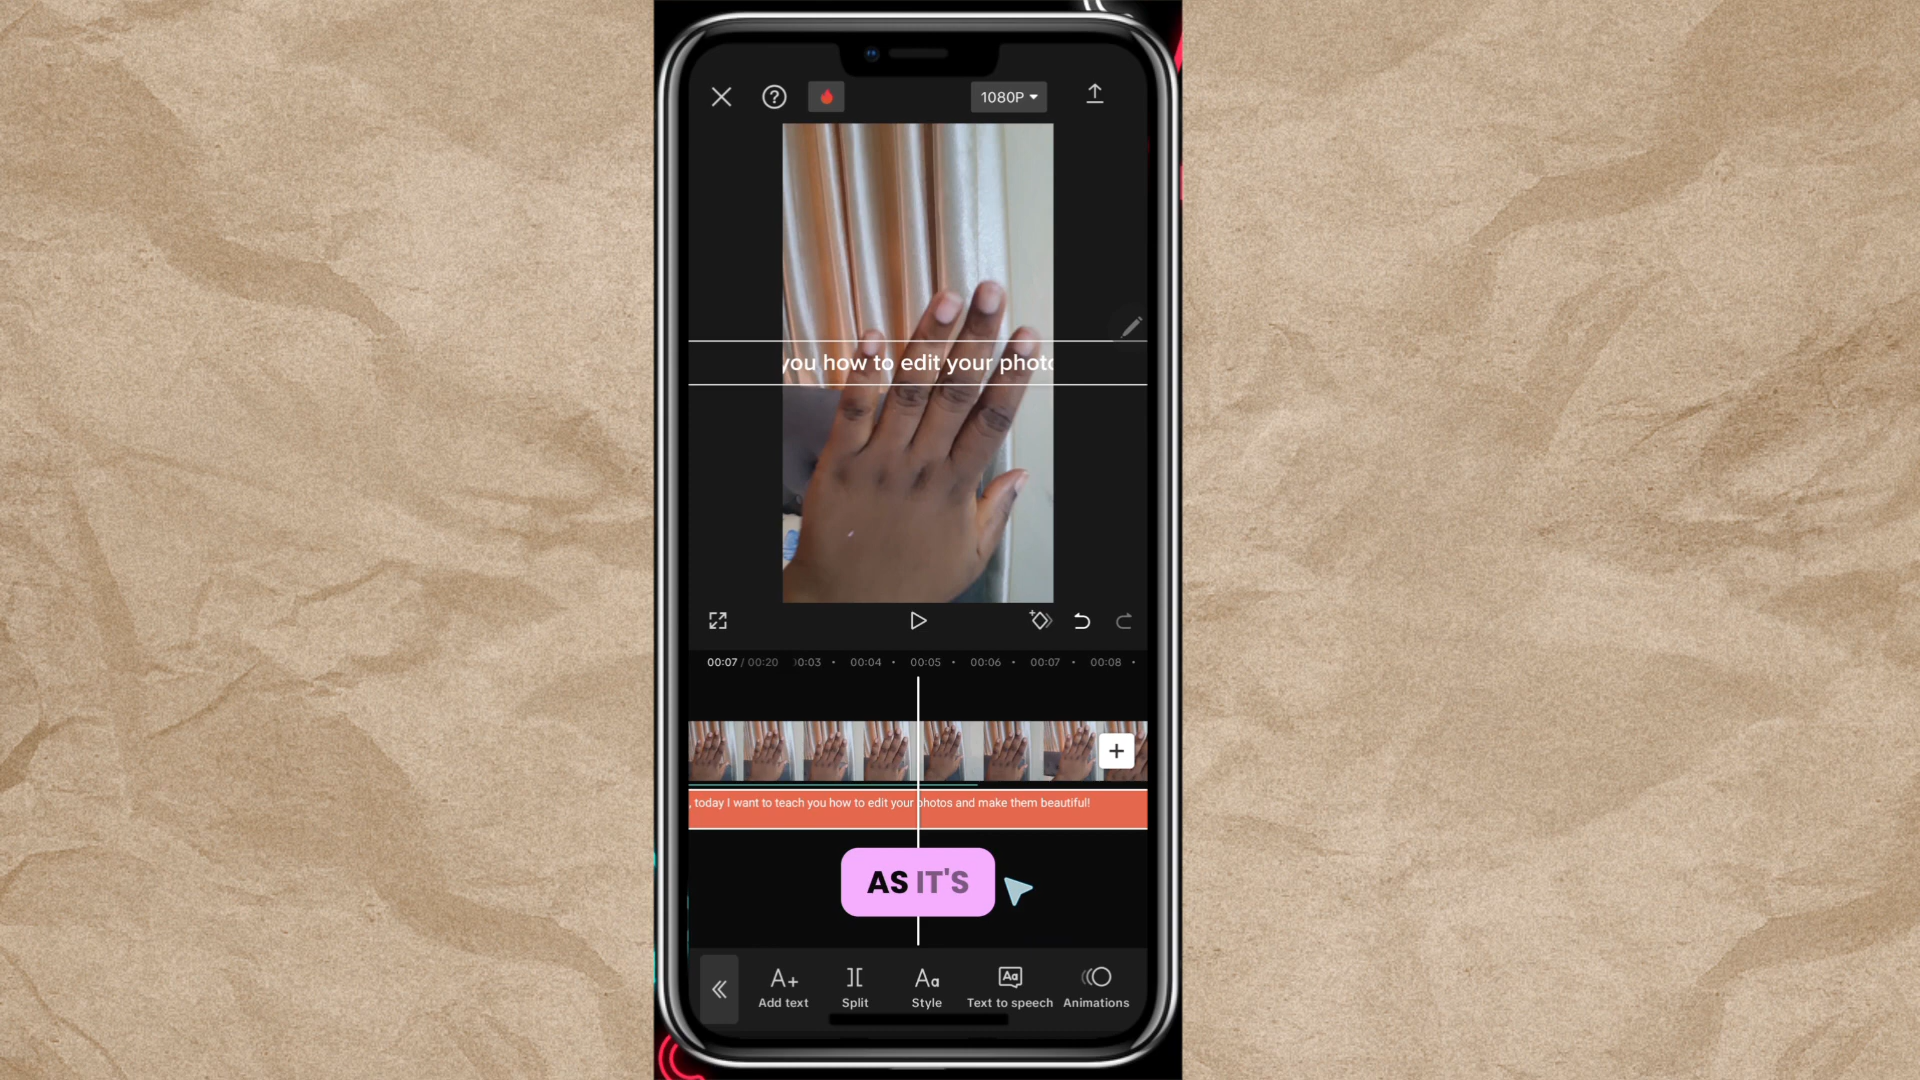 1080P
you how to edit your photo
00:07 / 00:20 0:03 00:04 00:05 00:06 00:07 00:08
, today I want to teach you how to edit your photos and make them beautiful!
AS IT'S
A+ Aa Aa
Add text Split Style Text to speech Animations